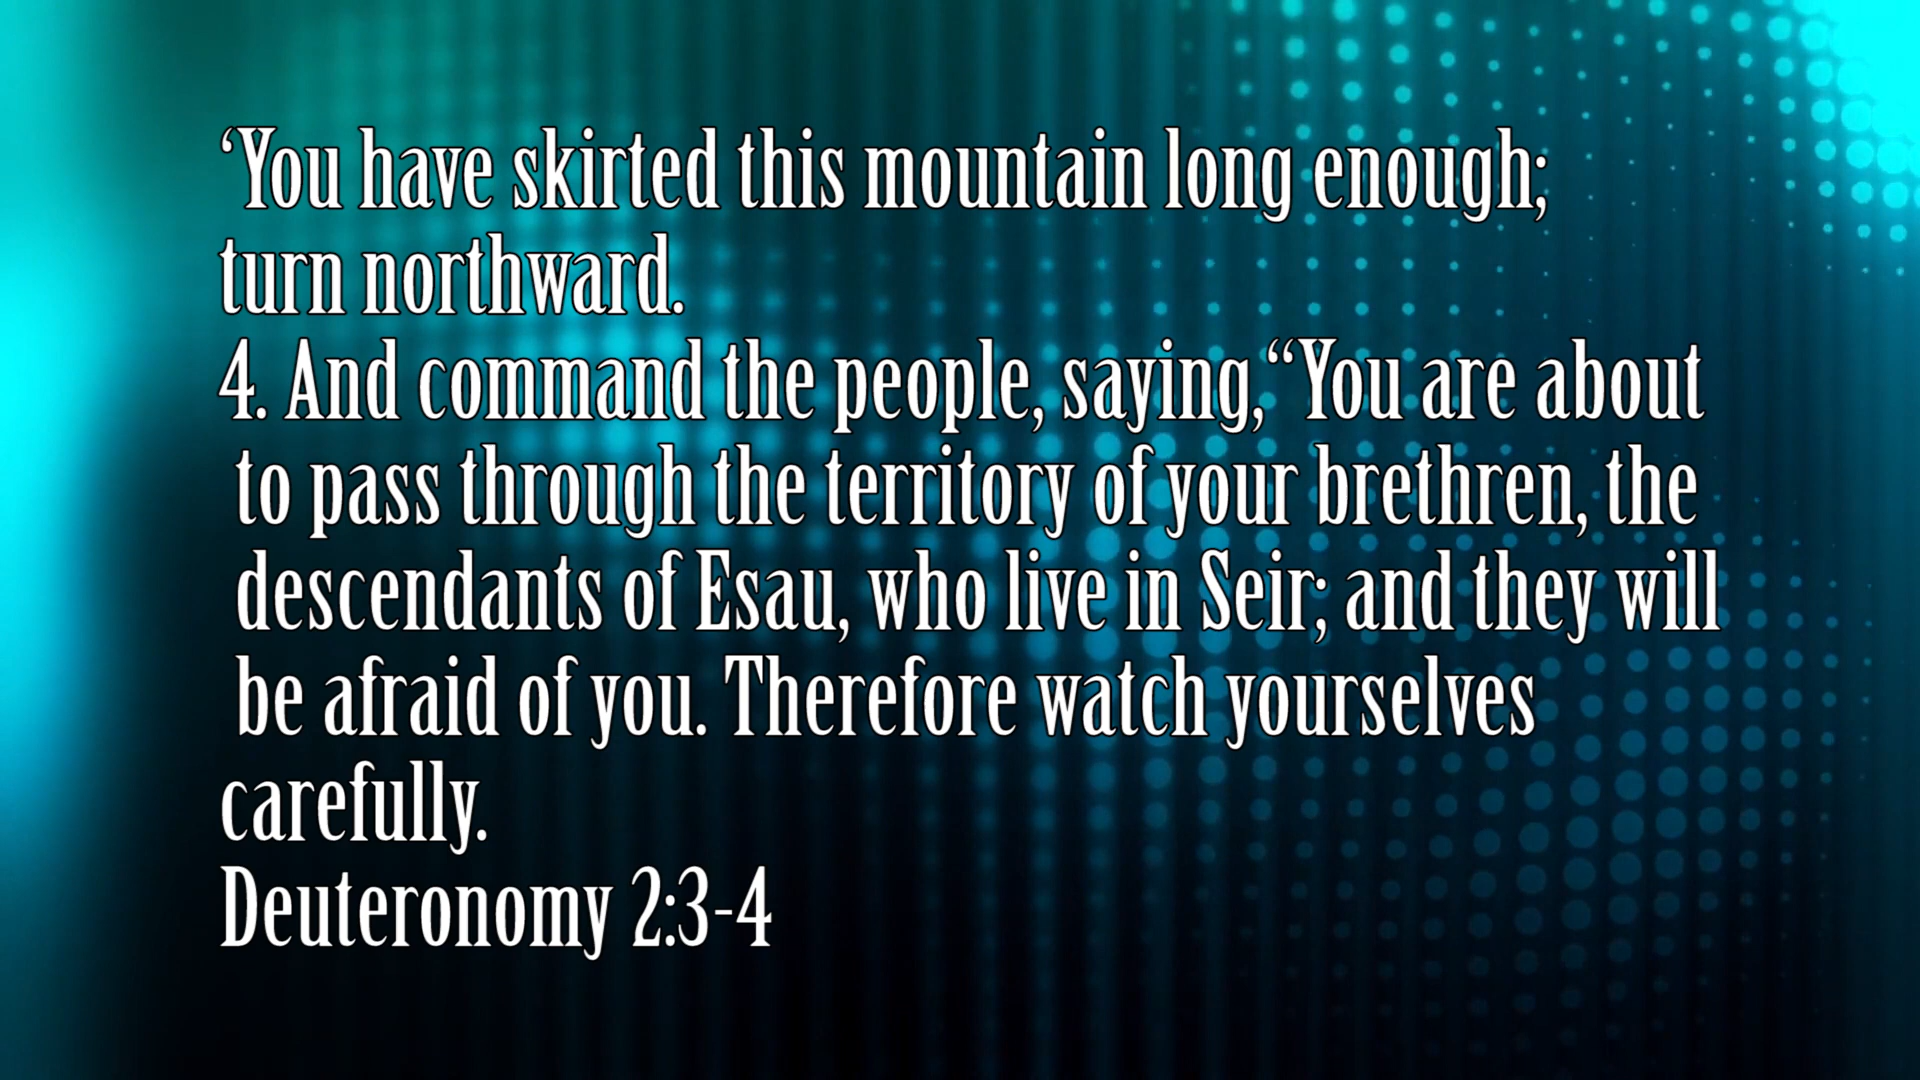 ‘You have skirted this mountain long enough;
turn northward.
4. And command the people, saying, “You are about
to pass through the territory of your brethren, the
descendants of Esau, who live in Seir; and they will
be afraid of you. Therefore watch yourselves
carefully.
Deuteronomy 2:3-4